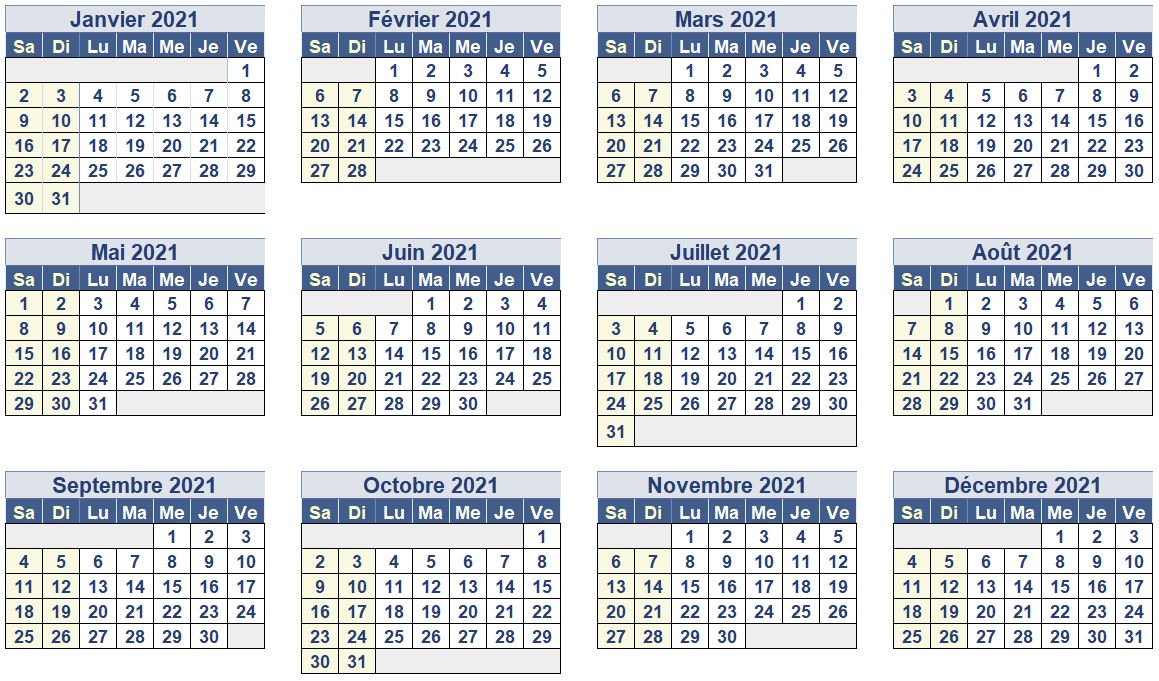 Janvier 2021
Sa Di Lu Ma Me Je Ve
1
2 3 4 5 6 7 8
9 10 11 12 13 14 15
16 17 18 19 20 21 22
23 24 25 26 27 28 29
30 31
Février 2021
Sa Di Lu Ma Me Je Ve
1 2 3 4 5
6 7 8 9 10 11 12
13 14 15 16 17 18 19
20 21 22 23 24 25 26
27 28
Mars 2021
Sa Di Lu Ma Me Je Ve
1 2 3 4 5
6 7 8 9 10 11 12
13 14 15 16 17 18 19
20 21 22 23 24 25 26
27 28 29 30 31
Avril 2021
Sa Di Lu Ma Me Je Ve
1 2
3 4 5 6 7 8 9
10 11 12 13 14 15 16
17 18 19 20 21 22 23
24 25 26 27 28 29 30
Mai 2021
Sa Di Lu Ma Me Je Ve
1 2 3 4 5 6 7
8 9 10 11 12 13 14
15 16 17 18 19 20 21
22 23 24 25 26 27 28
29 30 31
Juin 2021
Sa Di Lu Ma Me Je Ve
1 2 3 4
5 6 7 8 9 10 11
12 13 14 15 16 17 18
19 20 21 22 23 24 25
26 27 28 29 30
Juillet 2021
Sa Di Lu Ma Me Je Ve
1 2
3 4 5 6 7 8 9
10 11 12 13 14 15 16
17 18 19 20 21 22 23
24 25 26 27 28 29 30
31
Août 2021
Sa Di Lu Ma Me Je Ve
1 2 3 4 5 6
7 8 9 10 11 12 13
14 15 16 17 18 19 20
21 22 23 24 25 26 27
28 29 30 31
Septembre 2021
Sa Di Lu Ma Me Je Ve
1 2 3
4 5 6 7 8 9 10
11 12 13 14 15 16 17
18 19 20 21 22 23 24
25 26 27 28 29 30
Octobre 2021
Sa Di Lu Ma Me Je Ve
1
2 3 4 5 6 7 8
9 10 11 12 13 14 15
16 17 18 19 20 21 22
23 24 25 26 27 28 29
30 31
Novembre 2021
Sa Di Lu Ma Me Je Ve
1 2 3 4 5
6 7 8 9 10 11 12
13 14 15 16 17 18 19
20 21 22 23 24 25 26
27 28 29 30
Décembre 2021
Sa Di Lu Ma Me Je Ve
1 2 3
4 5 6 7 8 9 10
11 12 13 14 15 16 17
18 19 20 21 22 23 24
25 26 27 28 29 30 31